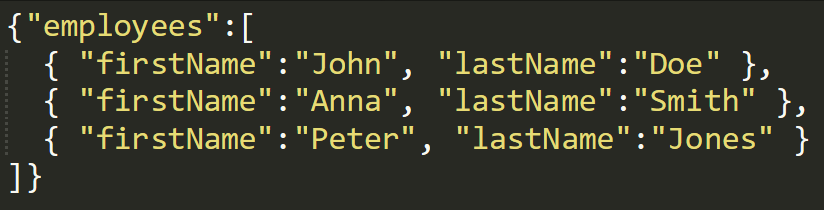 {"employees":[
  { "firstName":"John", "lastName":"Doe" },
  { "firstName":"Anna", "lastName":"Smith" },
  { "firstName":"Peter", "lastName":"Jones" }
]}